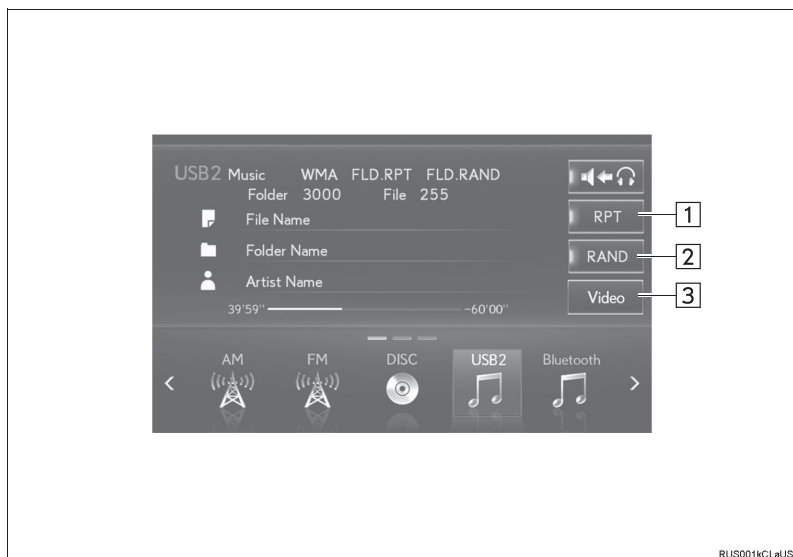 USB2 Music WMA FLD.RPT FLD.RAND
Folder 3000 File 255
File Name
RPT 1
Folder Name
RAND 2
Artist Name
Video 3
39'59" -60'00"
AM FM DISC USB2 Bluetooth
RUS001kCLaUS